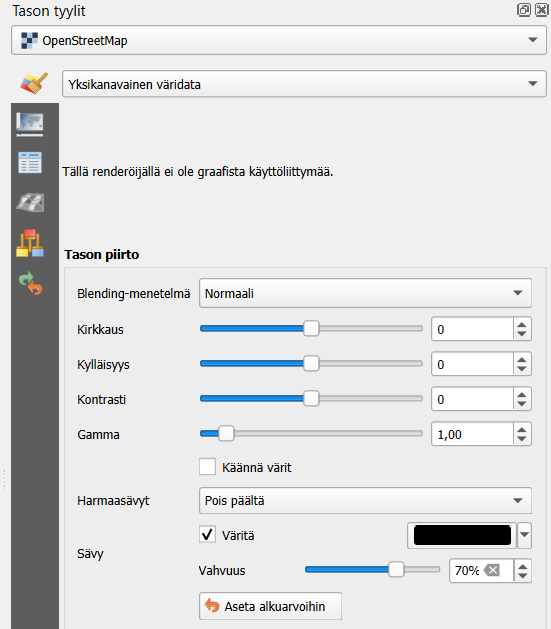 Tason tyylit
OpenStreetMap
Yksikanavainen väridata
Tällä renderöijällä ei ole graafista käyttöliittymää.
Tason piirto
Blending-menetelmä Normaali
Kirkkaus 0
Kylläisyys 0
Kontrasti 0
Gamma 1,00
Käännä värit
Harmaasävyt Pois päältä
Väritä
Sävy
Vahvuus 70%
Aseta alkuarvoihin